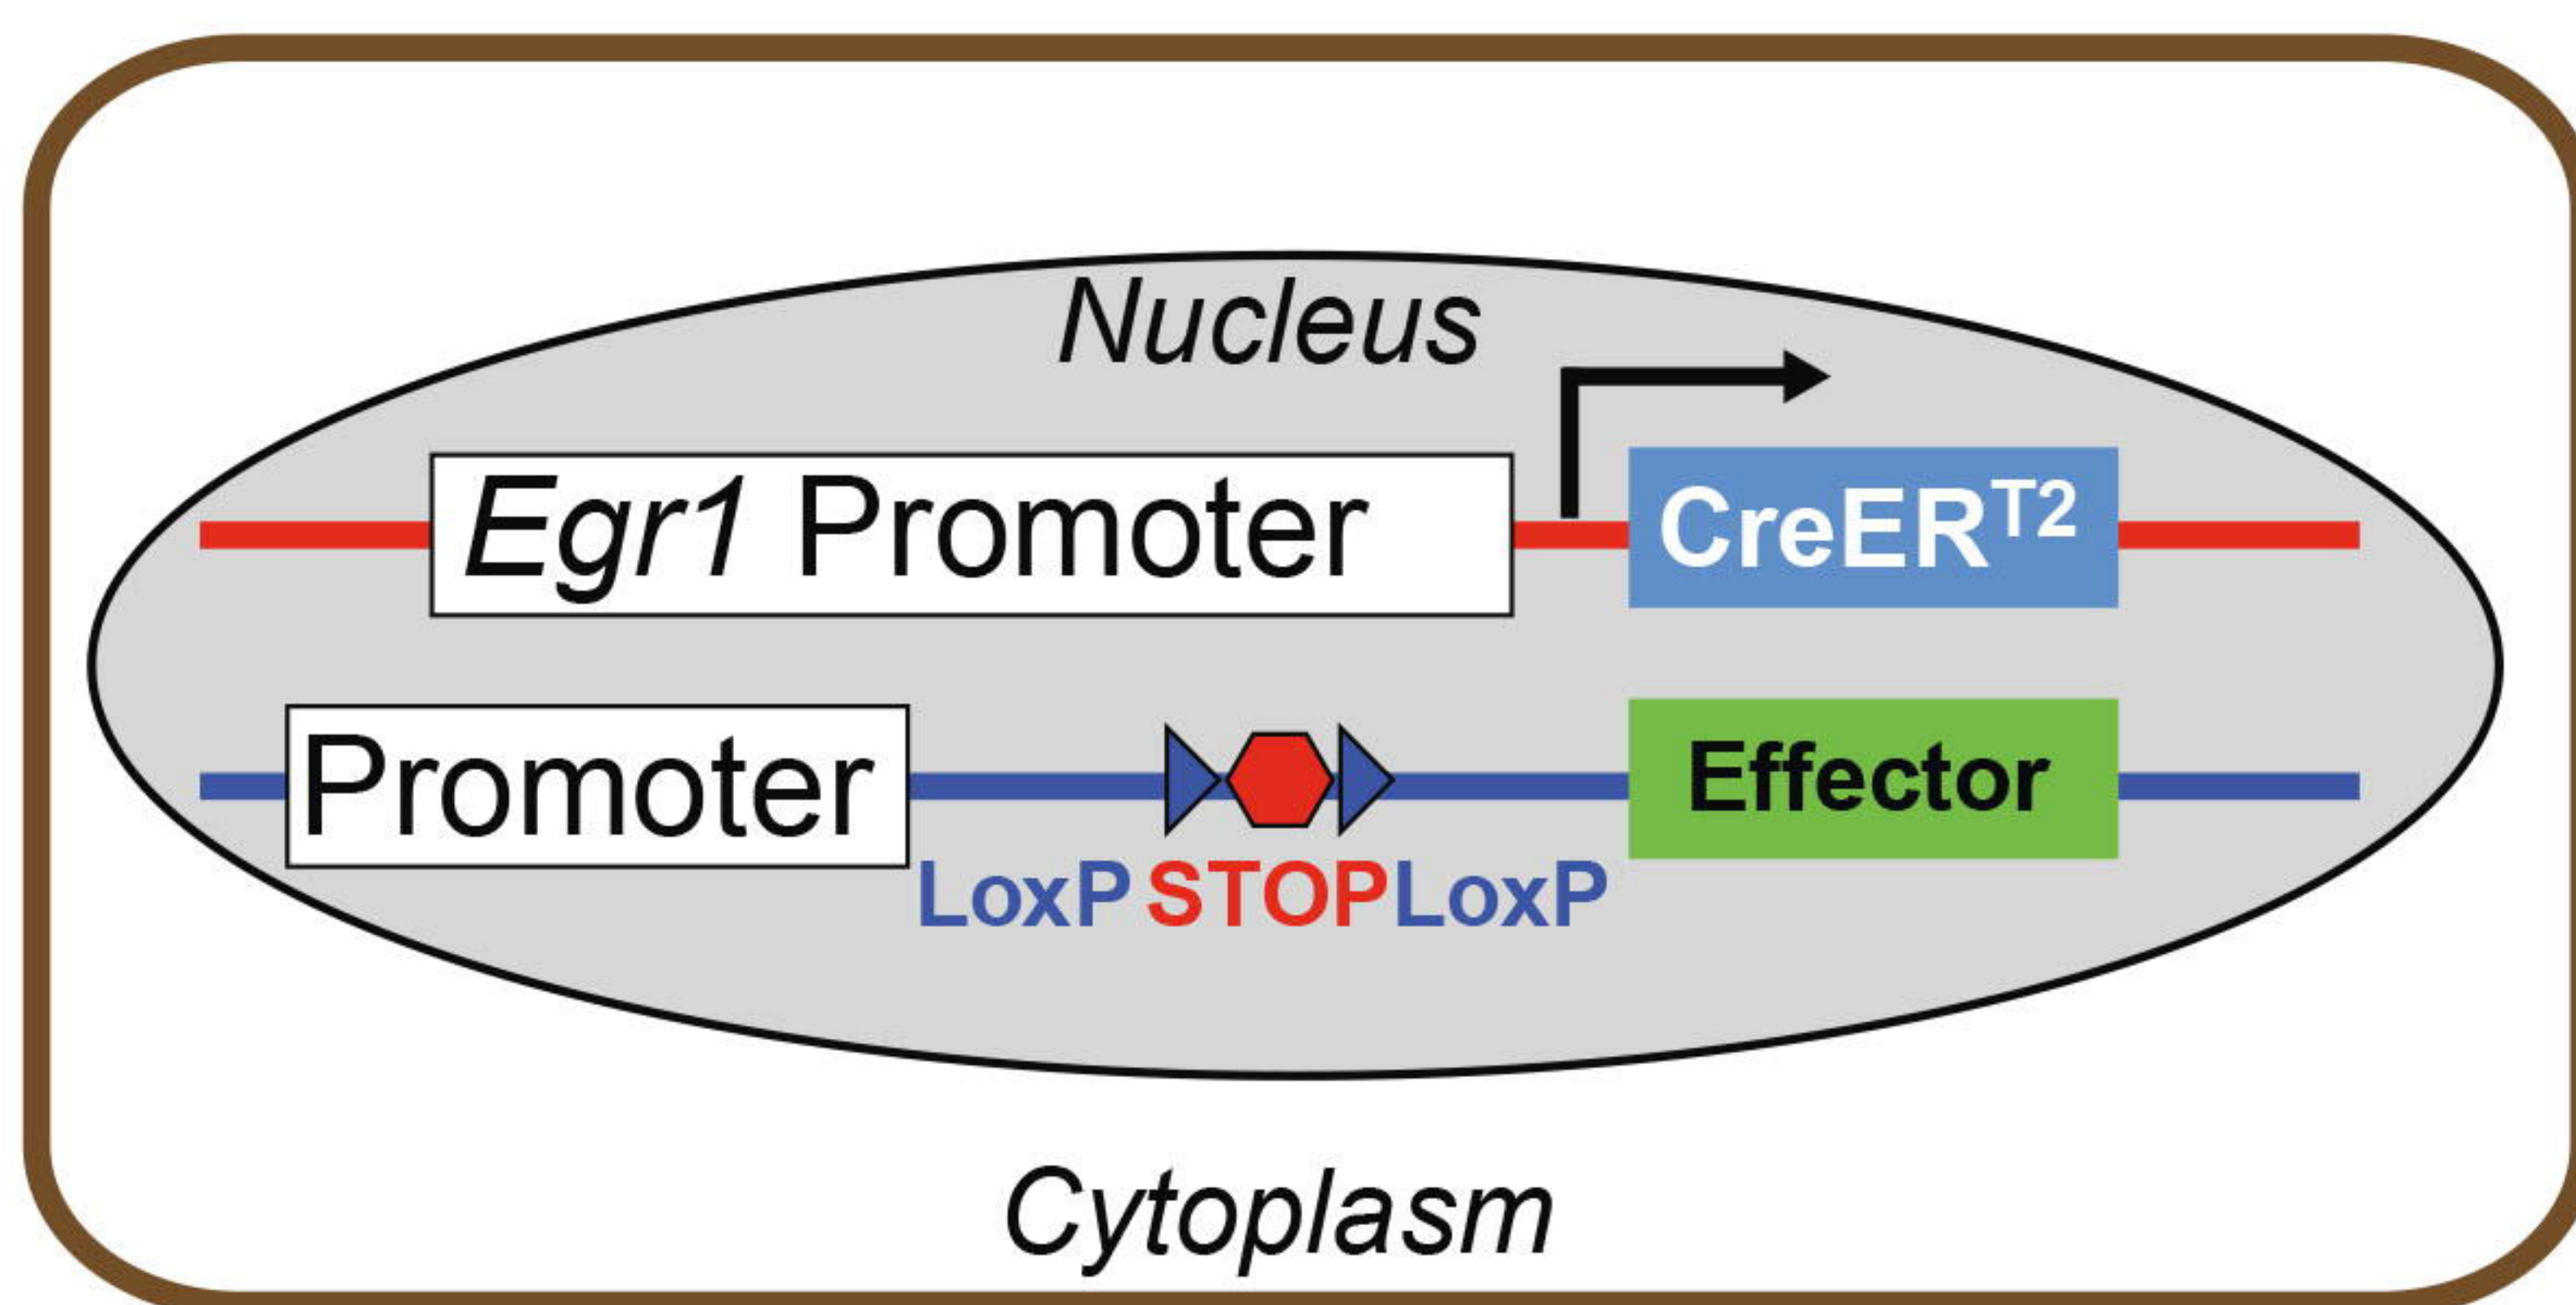 Nucleus
Egr1 Promoter CreERT2
Promoter Effector
LoxP STOP LoxP
Cytoplasm